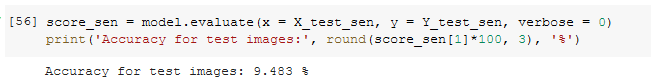 [56] score_sen = model.evaluate(x = X_test_sen, y = Y_test_sen, verbose = 0)
print('Accuracy for test images:', round(score_sen[1]*100, 3), '%')
Accuracy for test images: 9.483 %